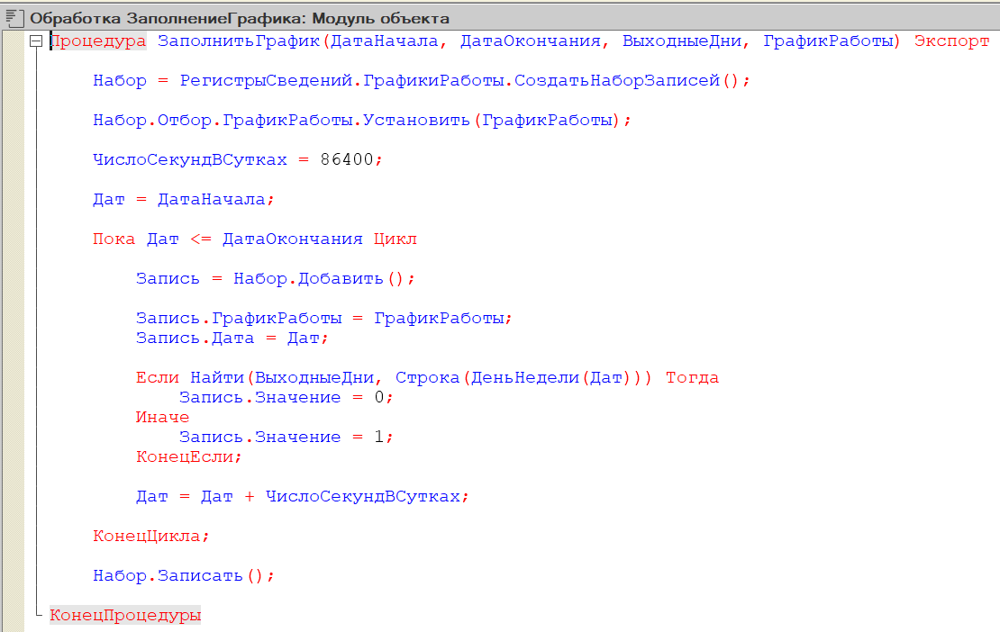 Обработка ЗаполнениеГрафика: Модуль объекта
Процедура ЗаполнитьГрафик(ДатаНачала, ДатаОкончания, ВыходныеДни, ГрафикРаботы) Экспорт
Набор = РегистрыСведений.ГрафикиРаботы.СоздатьНаборЗаписей();
Набор.Отбор.ГрафикРаботы.Установить(ГрафикРаботы);
ЧислоСекундВСутках = 86400;
Дат = ДатаНачала;
Пока Дат <= ДатаОкончания Цикл
Запись = Набор.Добавить();
Запись.ГрафикРаботы = ГрафикРаботы;
Запись.Дата = Дат;
Если Найти(ВыходныеДни, Строка(ДеньНедели(Дат))) Тогда
Запись.Значение = 0;
Иначе
Запись.Значение = 1;
КонецЕсли;
Дат = Дат + ЧислоСекундВСутках;
КонецЦикла;
Набор.Записать();
КонецПроцедуры